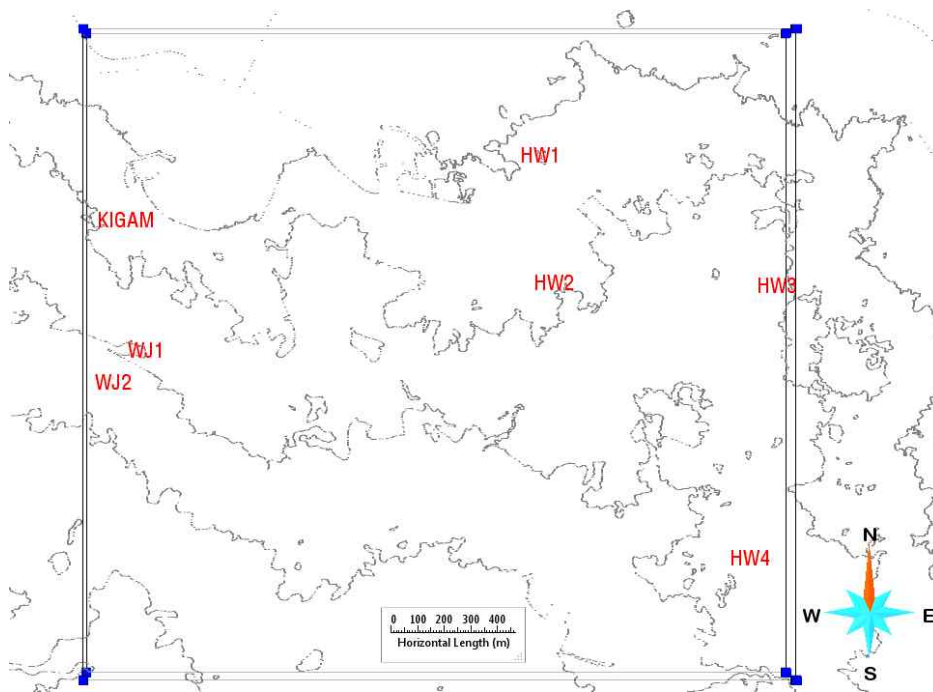 HW1
KIGAM
HW2
HW3
WJ1
WJ2
N
HW4
W
E
0 100 200 300 400
Horizontal Length (m)
S